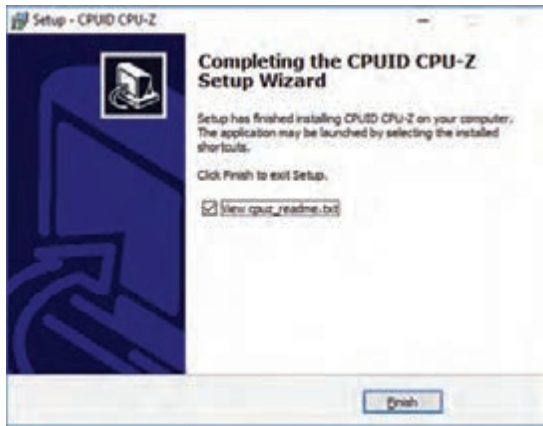 Setup - CPUID CPU-Z
Completing the CPUID CPU-Z
Setup Wizard
Setup has finished installing CPUID CPU-Z on your computer.
The application may be launched by selecting the installed
shortcuts.
Click Finish to exit Setup.
View cpuz_readme.txt
Finish